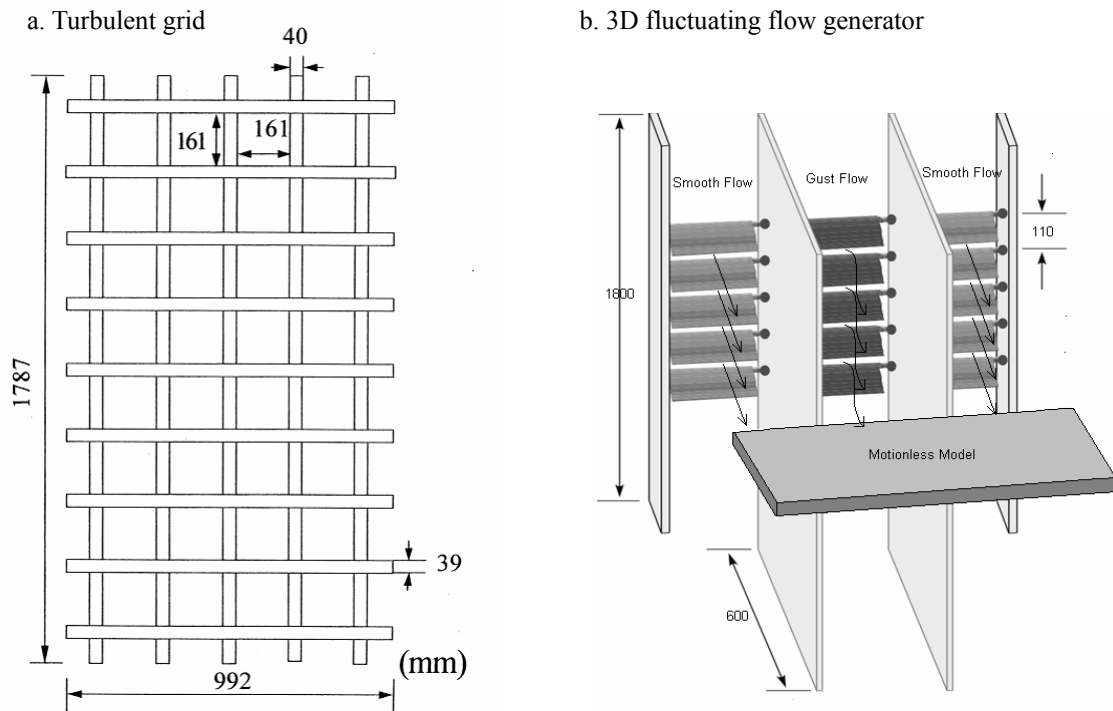 a. Turbulent grid
40
161
161
1787
39
(mm)
992
b. 3D fluctuating flow generator
Smooth Flow
Gust Flow
Smooth Flow
110
1800
Motionless Model
600